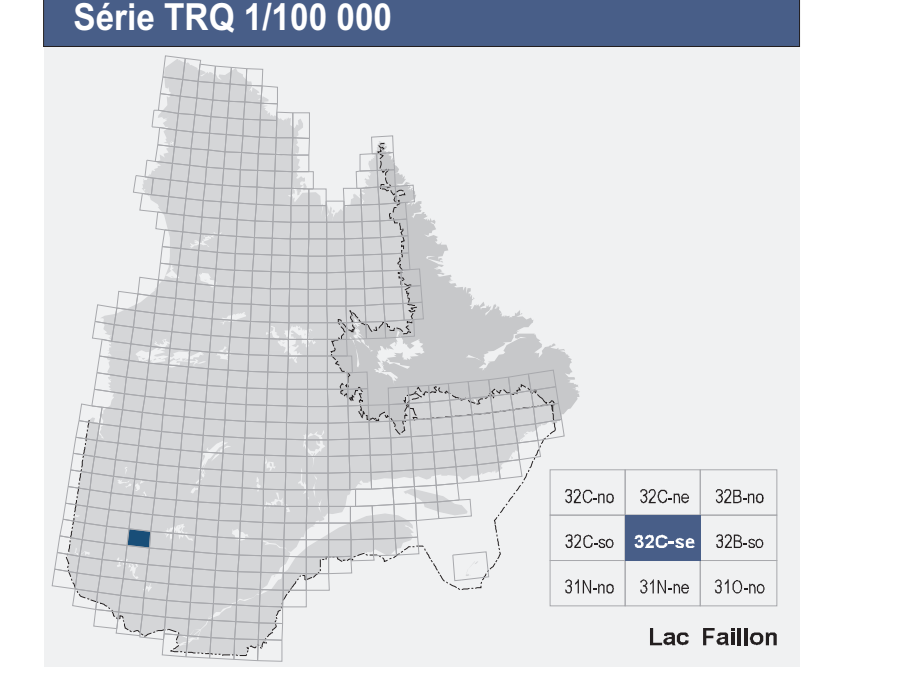 Série TRQ 1/100 000
32C-no 32C-ne 32B-no
32C-so 32C-se 32B-so
31N-no 31N-ne 31O-no
Lac Faillon